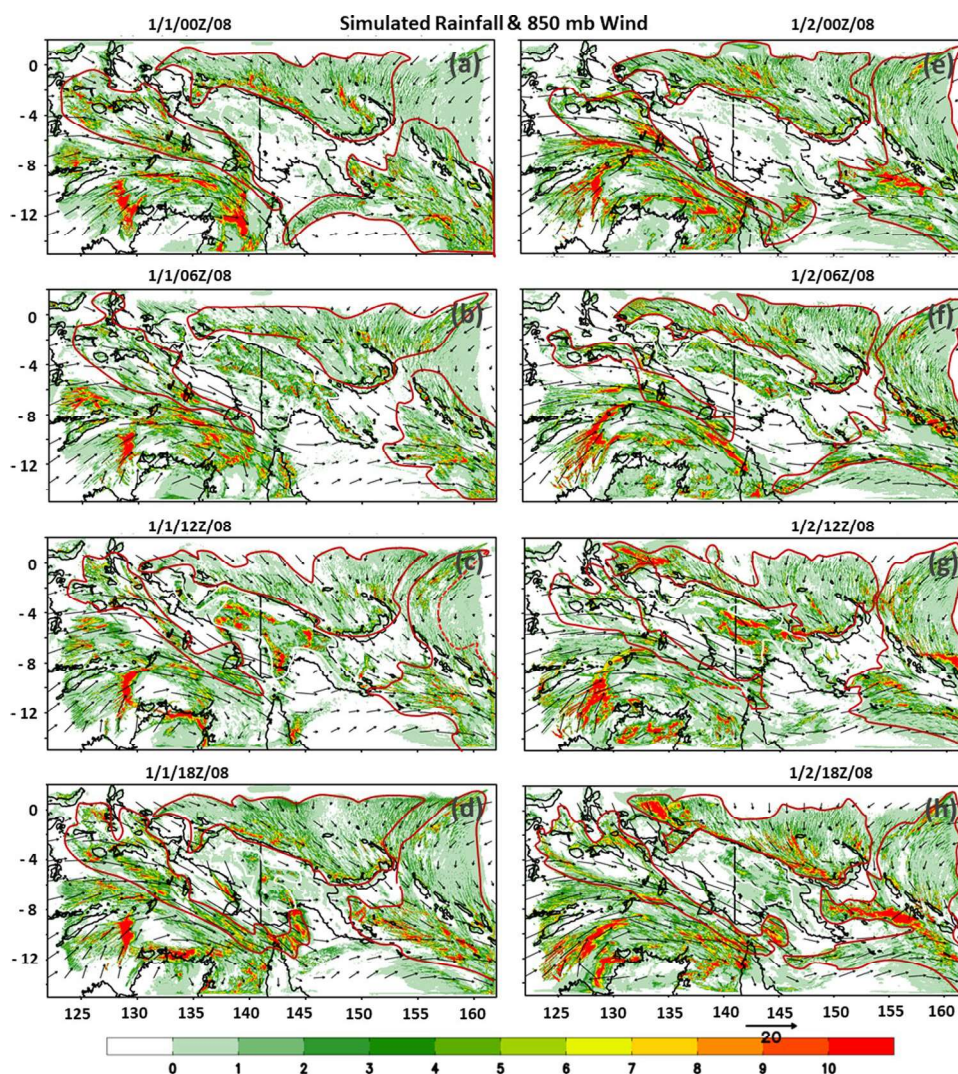 Simulated Rainfall & 850 mb Wind
1/1/00Z/08
1/2/00Z/08
0
- 4
- 8
- 12
(a)
(e)
1/1/06Z/08
1/2/06Z/08
0
- 4
- 8
- 12
(b)
(f)
1/1/12Z/08
1/2/12Z/08
0
- 4
- 8
- 12
(c)
(g)
1/1/18Z/08
1/2/18Z/08
0
- 4
- 8
- 12
(d)
(h)
125 130 135 140 145 150 155 160
125 130 135 140 145 150 155 160
20
0 1 2 3 4 5 6 7 8 9 10